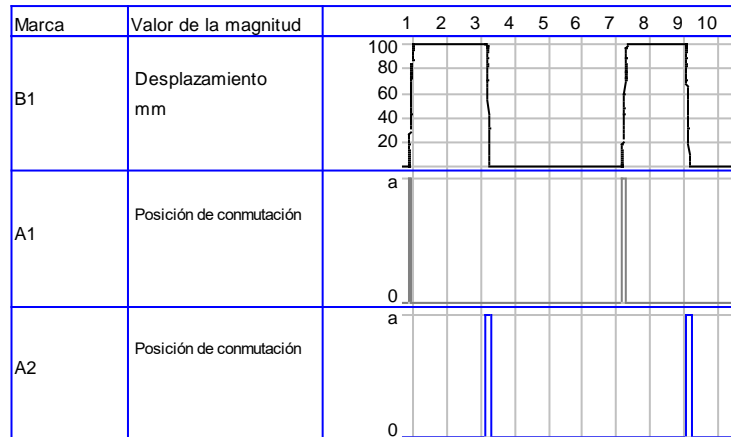 Marca Valor de la magnitud 1 2 3 4 5 6 7 8 9 10
B1
Desplazamiento
mm
100
80
60
40
20
A1
Posición de conmutación
a
0
A2
Posición de conmutación
a
0